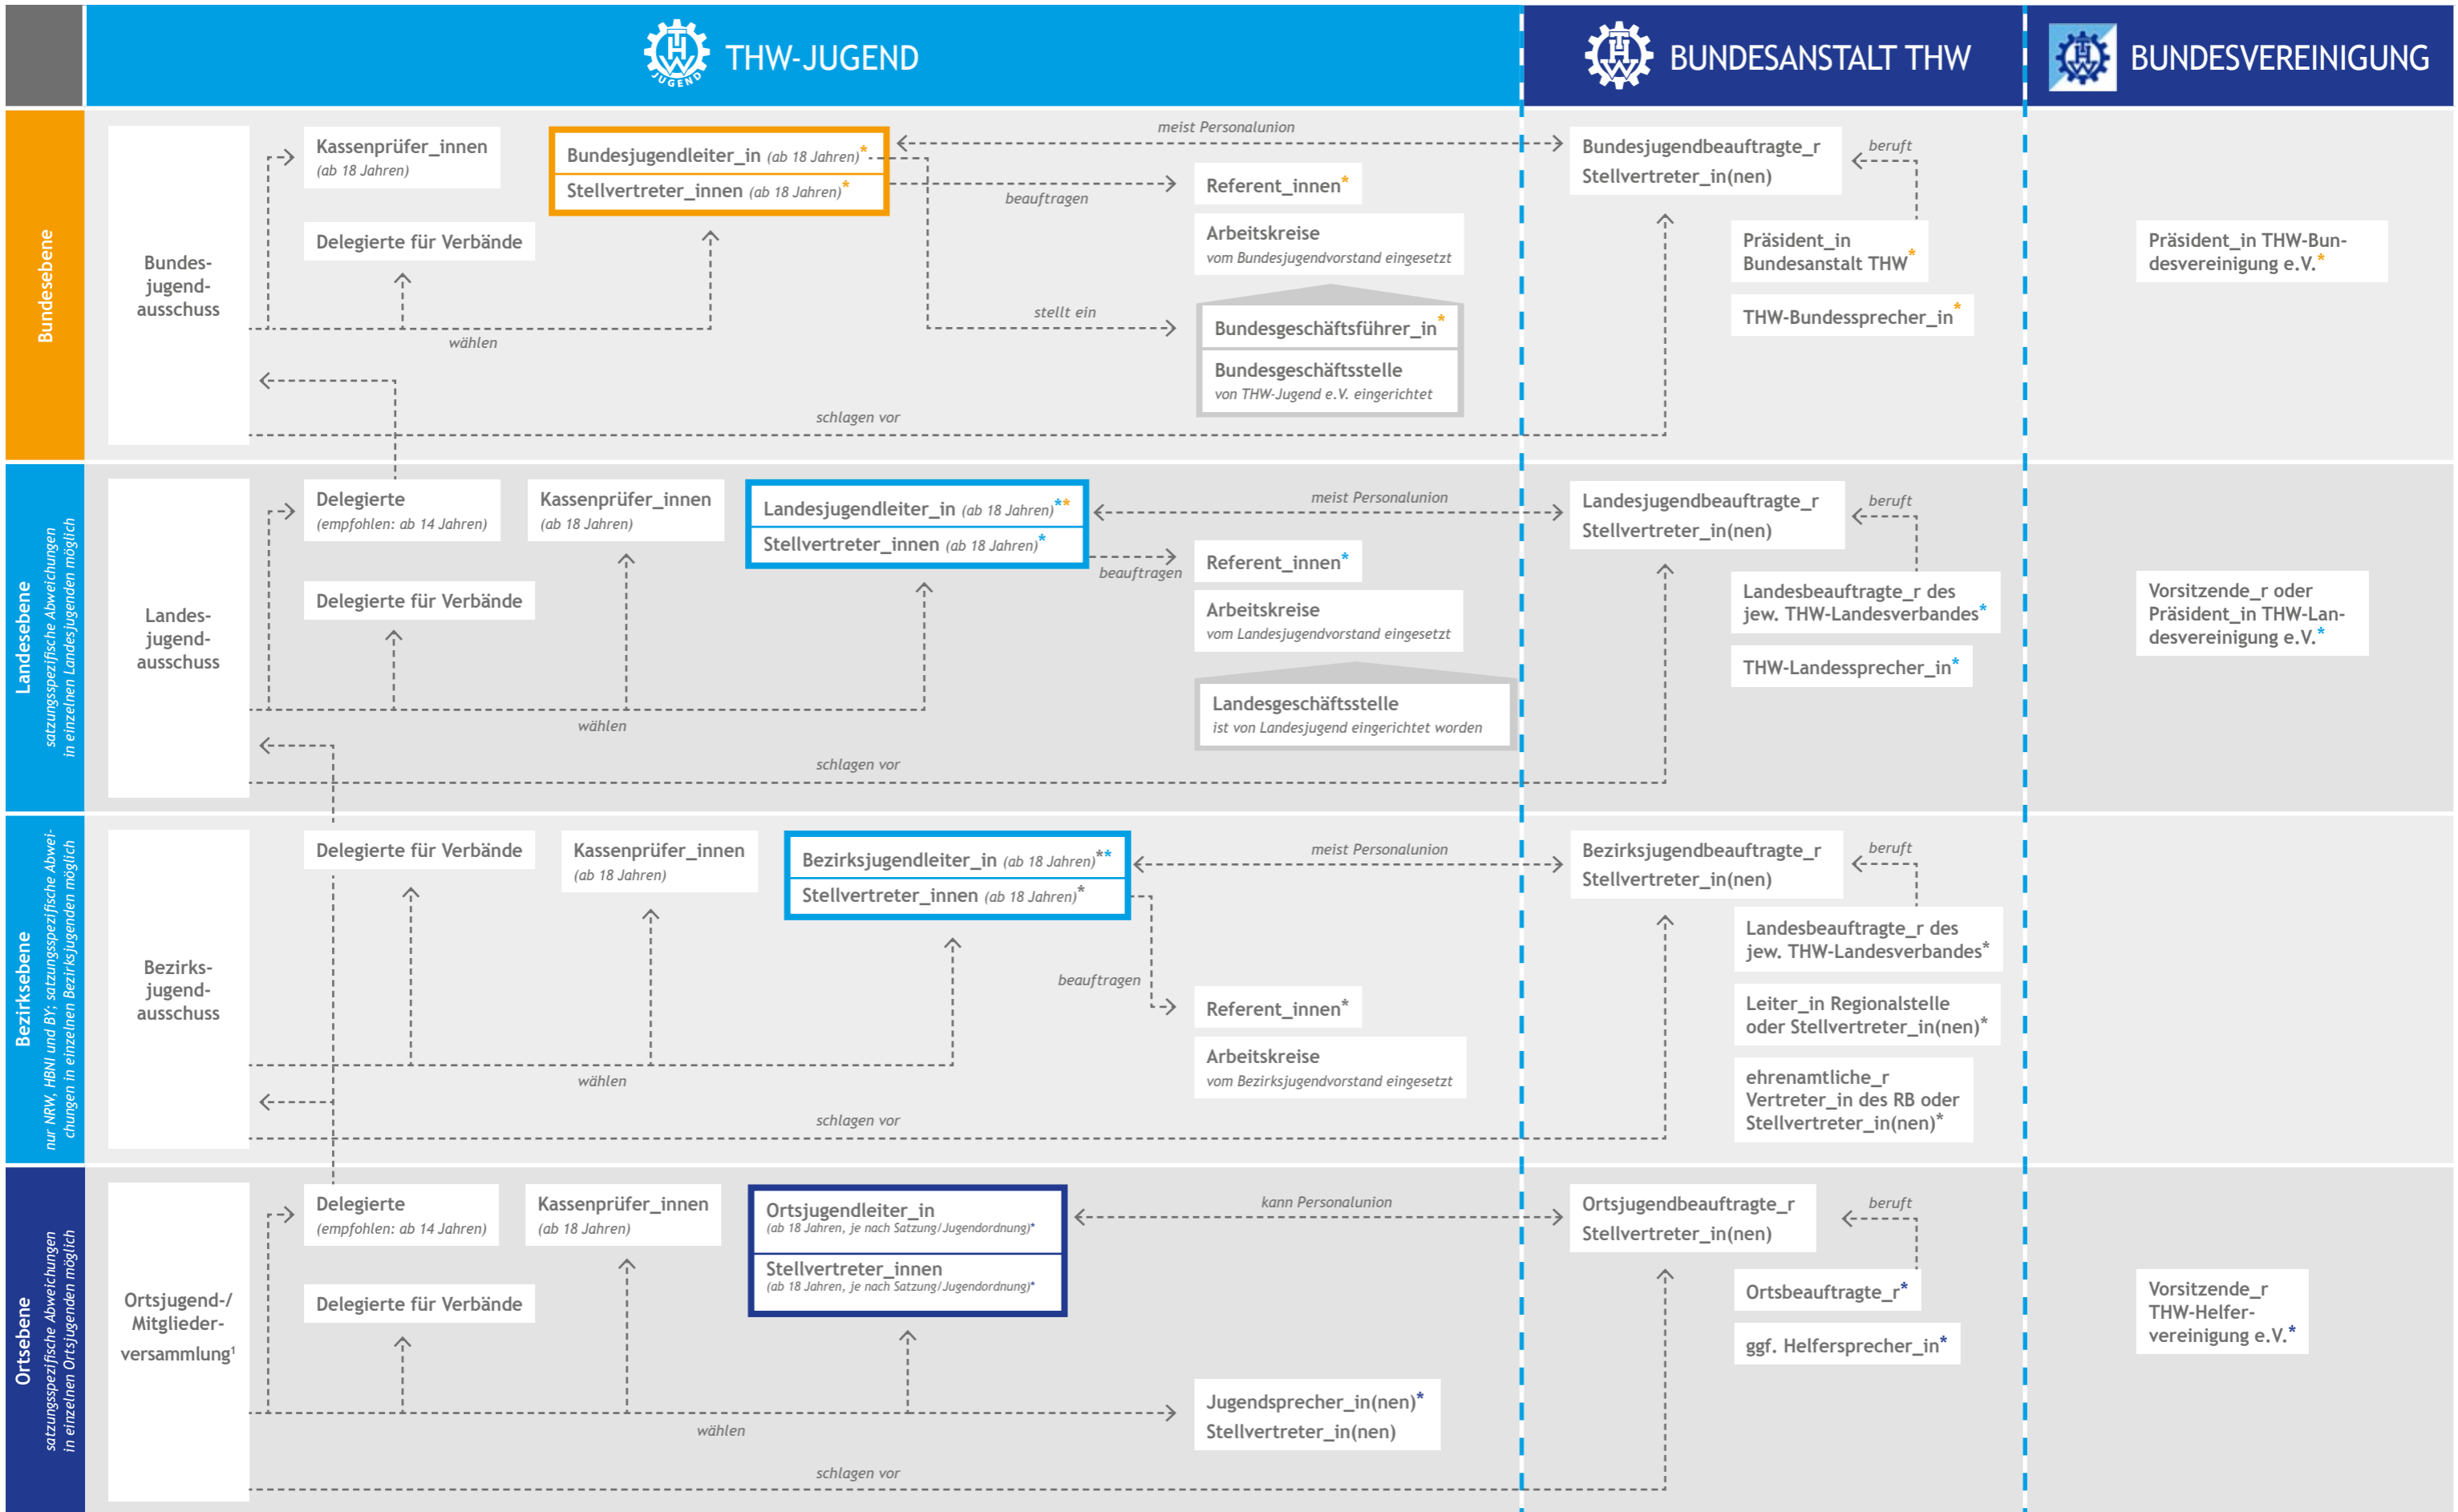 THW JUGEND
THW-JUGEND
THW
BUNDESANSTALT THW
THW
BUNDESVEREINIGUNG
Bundesebene
Bundes-
jugend-
ausschuss
Kassenprüfer_innen
(ab 18 Jahren)
Delegierte für Verbände
wählen
Bundesjugendleiter_in (ab 18 Jahren)*
Stellvertreter_innen (ab 18 Jahren)*
meist Personalunion
beauftragen
Referent_innen*
Arbeitskreise
vom Bundesjugendvorstand eingesetzt
stellt ein
Bundesgeschäftsführer_in*
Bundesgeschäftsstelle
von THW-Jugend e.V. eingerichtet
schlagen vor
Bundesjugendbeauftragte_r
Stellvertreter_in(nen)
beruft
Präsident_in
Bundesanstalt THW*
THW-Bundessprecher_in*
Präsident_in THW-Bun-
desvereinigung e.V.*
Landesebene
satzungsspezifische Abweichungen
in einzelnen Landesjugenden möglich
Landes-
jugend-
ausschuss
Delegierte
(empfohlen: ab 14 Jahren)
Delegierte für Verbände
Kassenprüfer_innen
(ab 18 Jahren)
wählen
Landesjugendleiter_in (ab 18 Jahren)**
Stellvertreter_innen (ab 18 Jahren)*
meist Personalunion
beauftragen
Referent_innen*
Arbeitskreise
vom Landesjugendvorstand eingesetzt
Landesgeschäftsstelle
ist von Landesjugend eingerichtet worden
schlagen vor
Landesjugendbeauftragte_r
Stellvertreter_in(nen)
beruft
Landesbeauftragte_r des
jew. THW-Landesverbandes*
THW-Landessprecher_in*
Vorsitzende_r oder
Präsident_in THW-Lan-
desvereinigung e.V.*
Bezirksebene
nur NRW, HBNI und BY; satzungsspezifische Abwei-
chungen in einzelnen Bezirksjugenden möglich
Bezirks-
jugend-
ausschuss
Delegierte für Verbände
Kassenprüfer_innen
(ab 18 Jahren)
wählen
Bezirksjugendleiter_in (ab 18 Jahren)**
Stellvertreter_innen (ab 18 Jahren)*
meist Personalunion
beauftragen
Referent_innen*
Arbeitskreise
vom Bezirksjugendvorstand eingesetzt
schlagen vor
Bezirksjugendbeauftragte_r
Stellvertreter_in(nen)
beruft
Landesbeauftragte_r des
jew. THW-Landesverbandes*
Leiter_in Regionalstelle
oder Stellvertreter_in(nen)*
ehrenamtliche_r
Vertreter_in des RB oder
Stellvertreter_in(nen)*
Ortsebene
satzungsspezifische Abweichungen
in einzelnen Ortsjugenden möglich
Ortsjugend-/
Mitglieder-
versammlung¹
Delegierte
(empfohlen: ab 14 Jahren)
Delegierte für Verbände
Kassenprüfer_innen
(ab 18 Jahren)
wählen
Ortsjugendleiter_in
(ab 18 Jahren, je nach Satzung/Jugendordnung)*
Stellvertreter_innen
(ab 18 Jahren, je nach Satzung/Jugendordnung)*
kann Personalunion
Jugendsprecher_in(nen)*
Stellvertreter_in(nen)
schlagen vor
Ortsjugendbeauftragte_r
Stellvertreter_in(nen)
beruft
Ortsbeauftragte_r*
ggf. Helfersprecher_in*
Vorsitzende_r
THW-Helfer-
vereinigung e.V.*